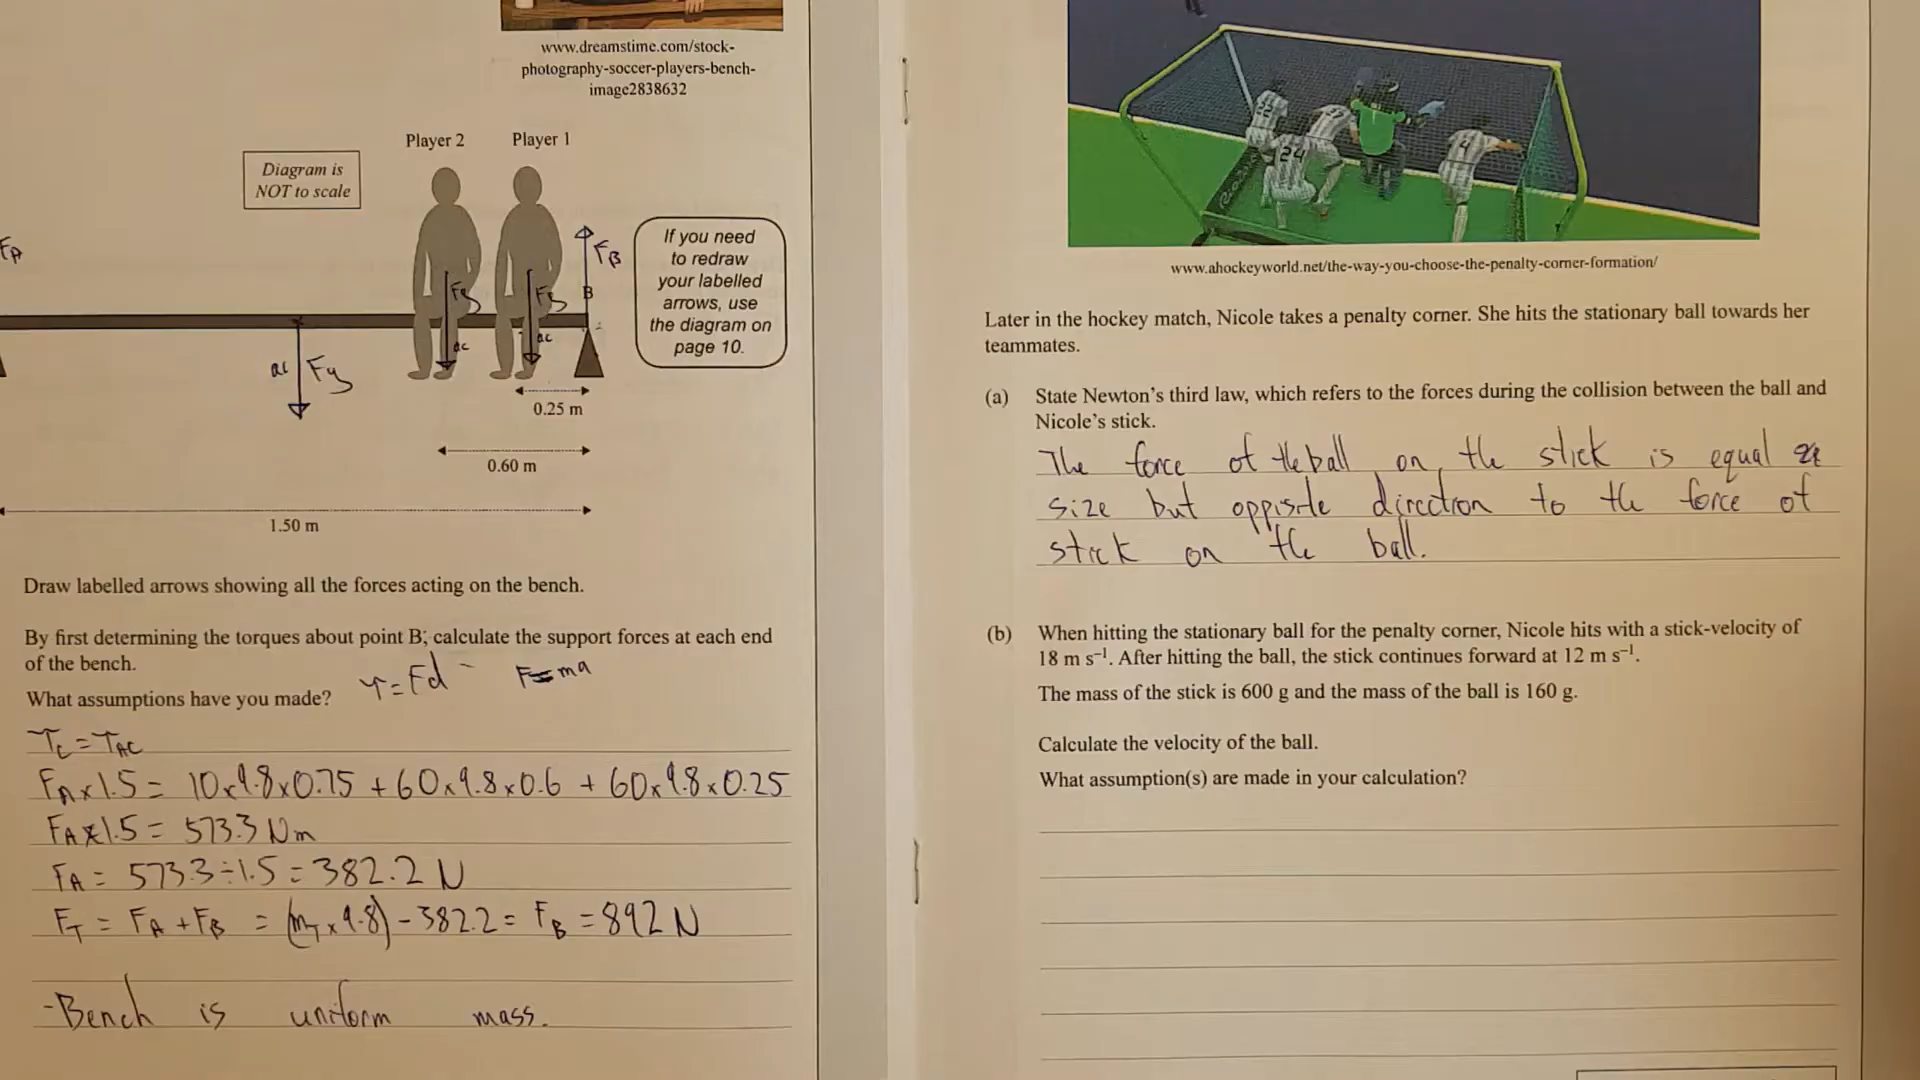 www.dreamstime.com/stock-
photography-soccer-players-bench-
image2838632
Player 2
Player 1
Diagram is
NOT to scale
If you need
to redraw
your labelled
arrows, use
the diagram on
page 10.
FA
FB
B
Fg
Fg
ac
ac
ac
Fg
0.25 m
0.60 m
1.50 m
Draw labelled arrows showing all the forces acting on the bench.
By first determining the torques about point B, calculate the support forces at each end
of the bench.
What assumptions have you made?
τ=Fd
F=ma
τc = τAC
FA×1.5 = 10×9.8×0.75 + 60×9.8×0.6 + 60×9.8×0.25
FA×1.5 = 573.3 Nm
FA = 573.3÷1.5 = 382.2 N
FT = FA + FB = (mT × 9.8) - 382.2 = FB = 892 N
-Bench is uniform mass.
www.ahockeyworld.net/the-way-you-choose-the-penalty-corner-formation/
Later in the hockey match, Nicole takes a penalty corner. She hits the stationary ball towards her
teammates.
(a) State Newton's third law, which refers to the forces during the collision between the ball and
Nicole's stick.
The force of the ball on the stick is equal
size but oppisite direction to the force of
stick on the ball.
(b) When hitting the stationary ball for the penalty corner, Nicole hits with a stick-velocity of
18 m s⁻¹. After hitting the ball, the stick continues forward at 12 m s⁻¹.
The mass of the stick is 600 g and the mass of the ball is 160 g.
Calculate the velocity of the ball.
What assumption(s) are made in your calculation?
24
4